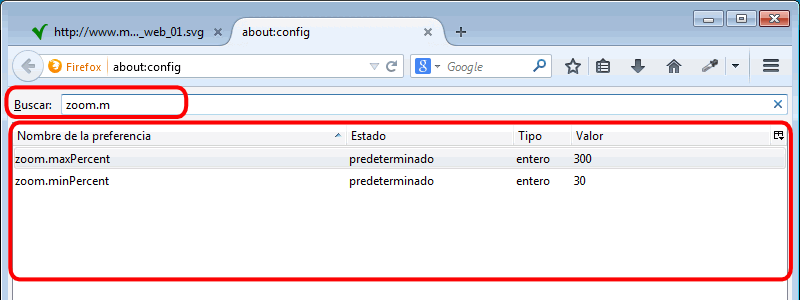 http://www.m..._web_01.svg about:config
Firefox about:config Google
Buscar: zoom.m
Nombre de la preferencia Estado Tipo Valor
zoom.maxPercent predeterminado entero 300
zoom.minPercent predeterminado entero 30